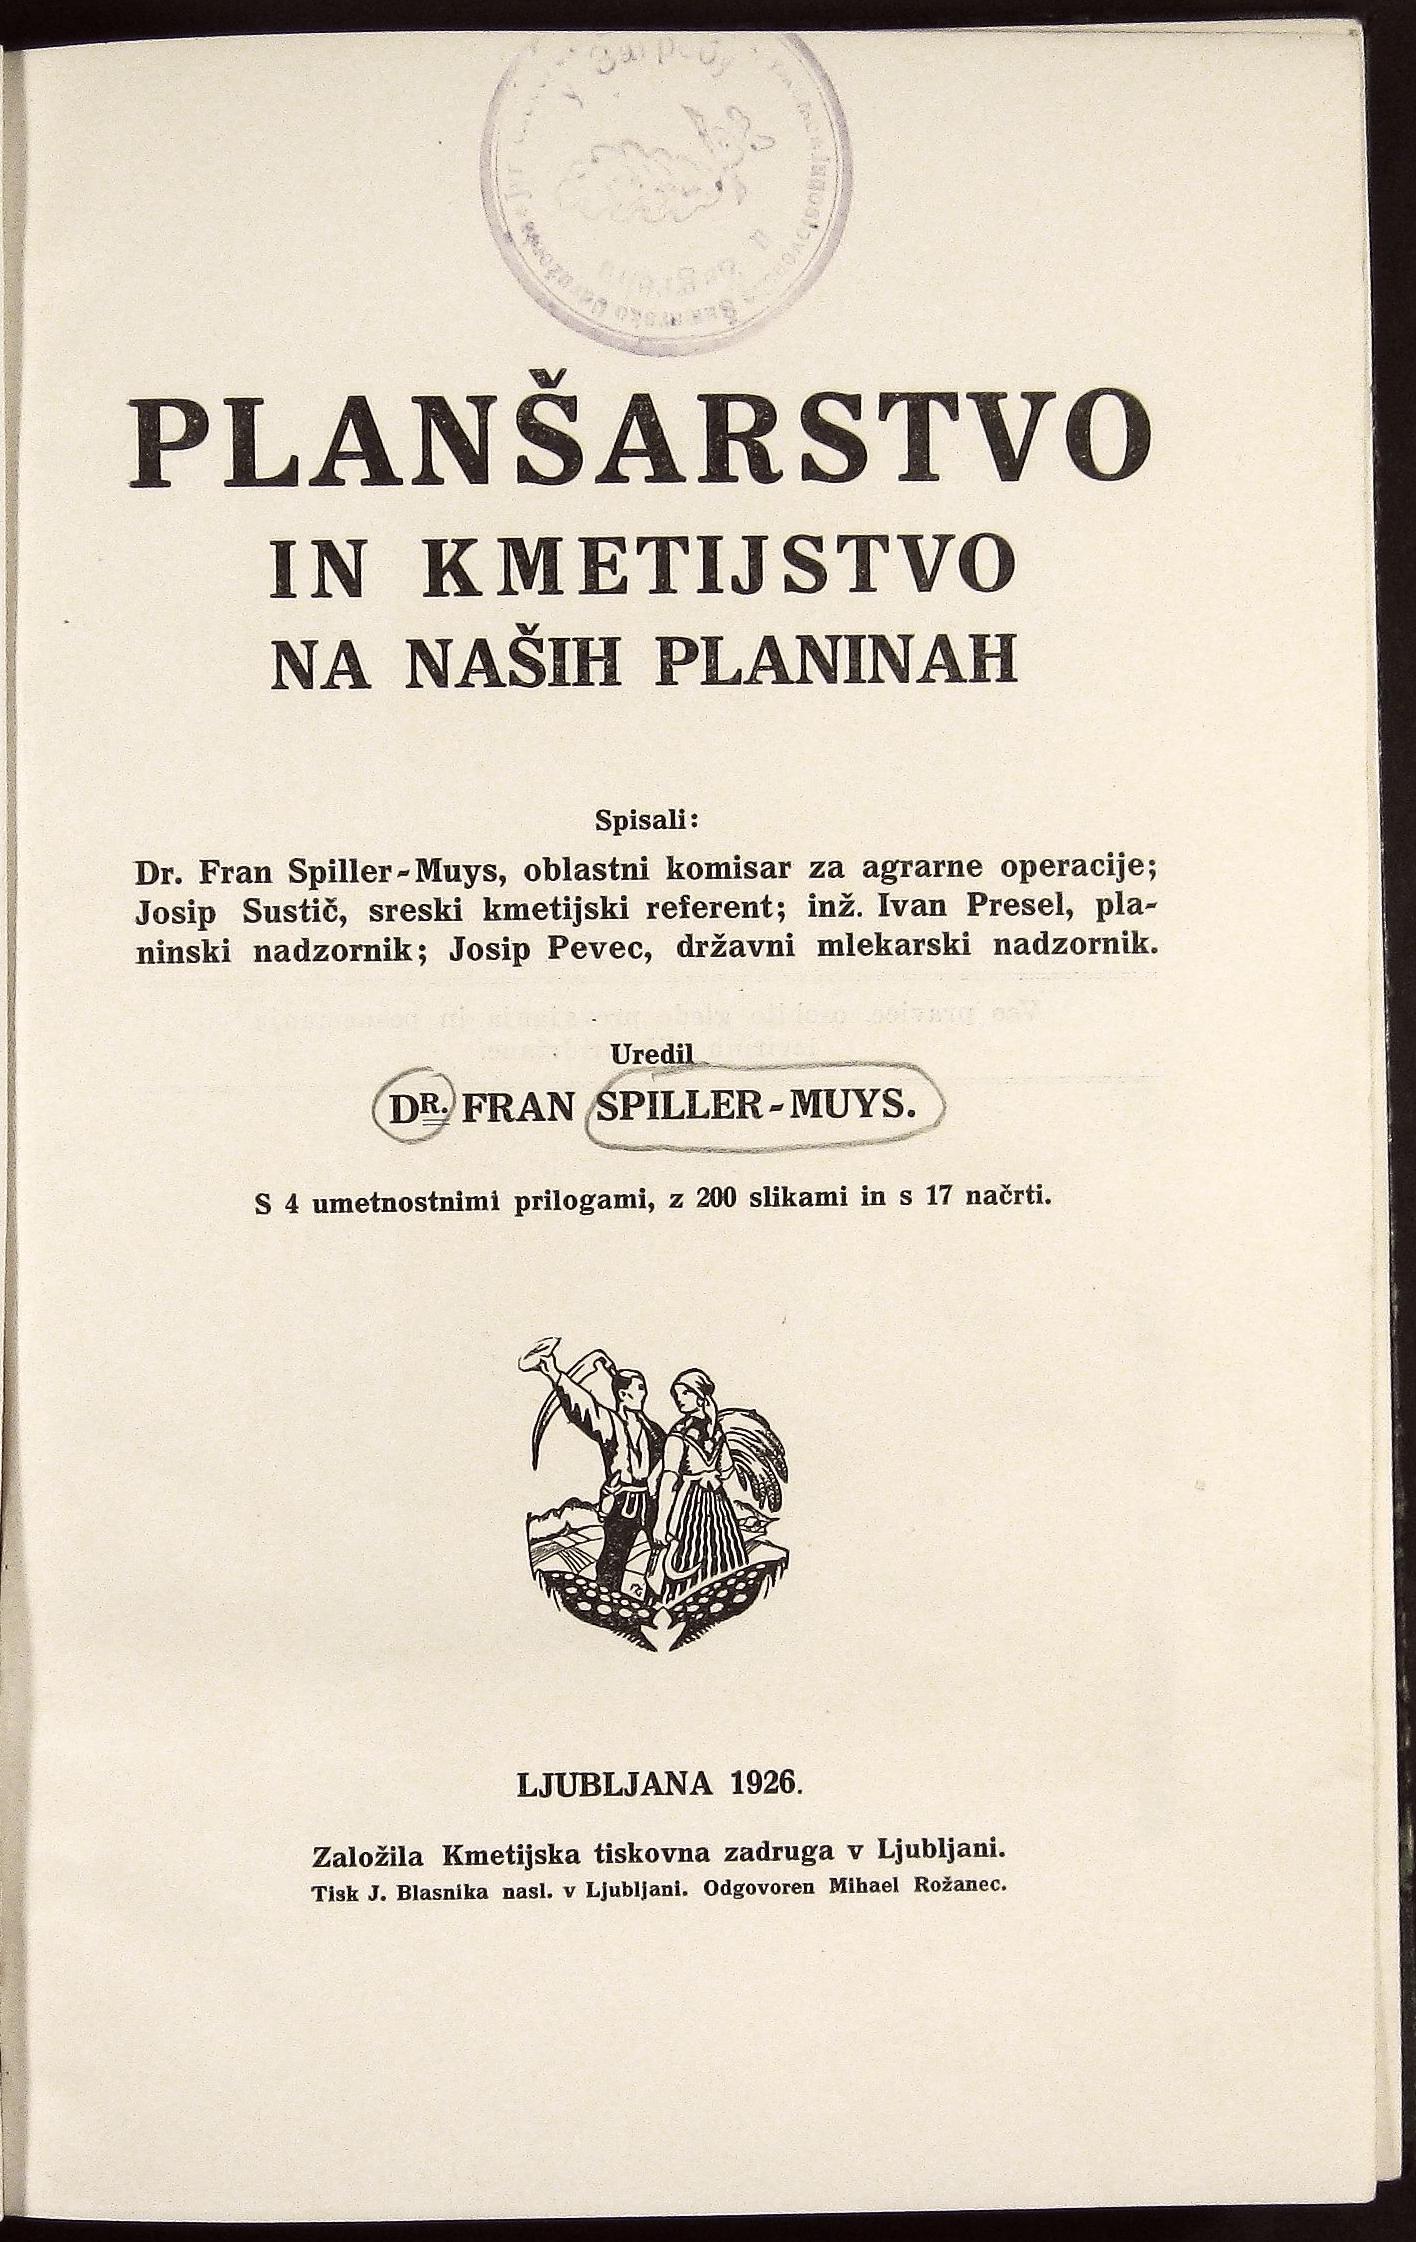 PLANŠARSTVO
IN KMETIJSTVO
NA NAŠIH PLANINAH
Spisali:
Dr. Fran Spiller-Muys, oblastni komisar za agrarne operacije;
Josip Sustič, sreski kmetijski referent; inž. Ivan Presel, pla-
ninski nadzornik; Josip Pevec, državni mlekarski nadzornik.
Uredil
DR. FRAN SPILLER-MUYS.
S 4 umetnostnimi prilogami, z 200 slikami in s 17 načrti.
LJUBLJANA 1926.
Založila Kmetijska tiskovna zadruga v Ljubljani.
Tisk J. Blasnika nasl. v Ljubljani. Odgovoren Mihael Rožanec.